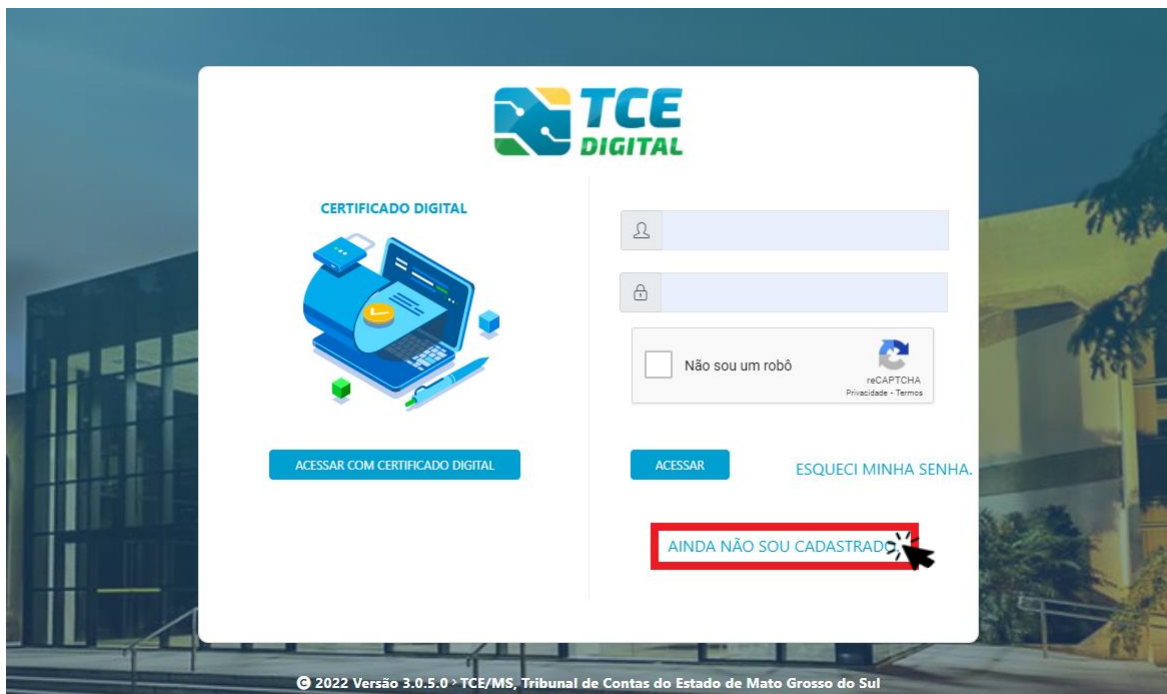 TCE
DIGITAL
CERTIFICADO DIGITAL
Não sou um robô
reCAPTCHA
Privacidade - Termos
ACESSAR COM CERTIFICADO DIGITAL
ACESSAR
ESQUECI MINHA SENHA.
AINDA NÃO SOU CADASTRADO
© 2022 Versão 3.0.5.0 › TCE/MS, Tribunal de Contas do Estado de Mato Grosso do Sul